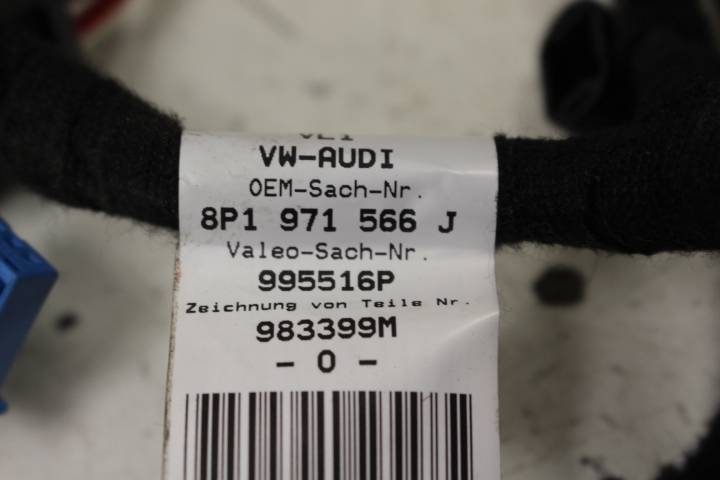 VW-AUDI
OEM-Sach-Nr.
8P1 971 566 J
Valeo-Sach-Nr.
995516P
Zeichnung von Teile Nr.
983399M
- 0 -